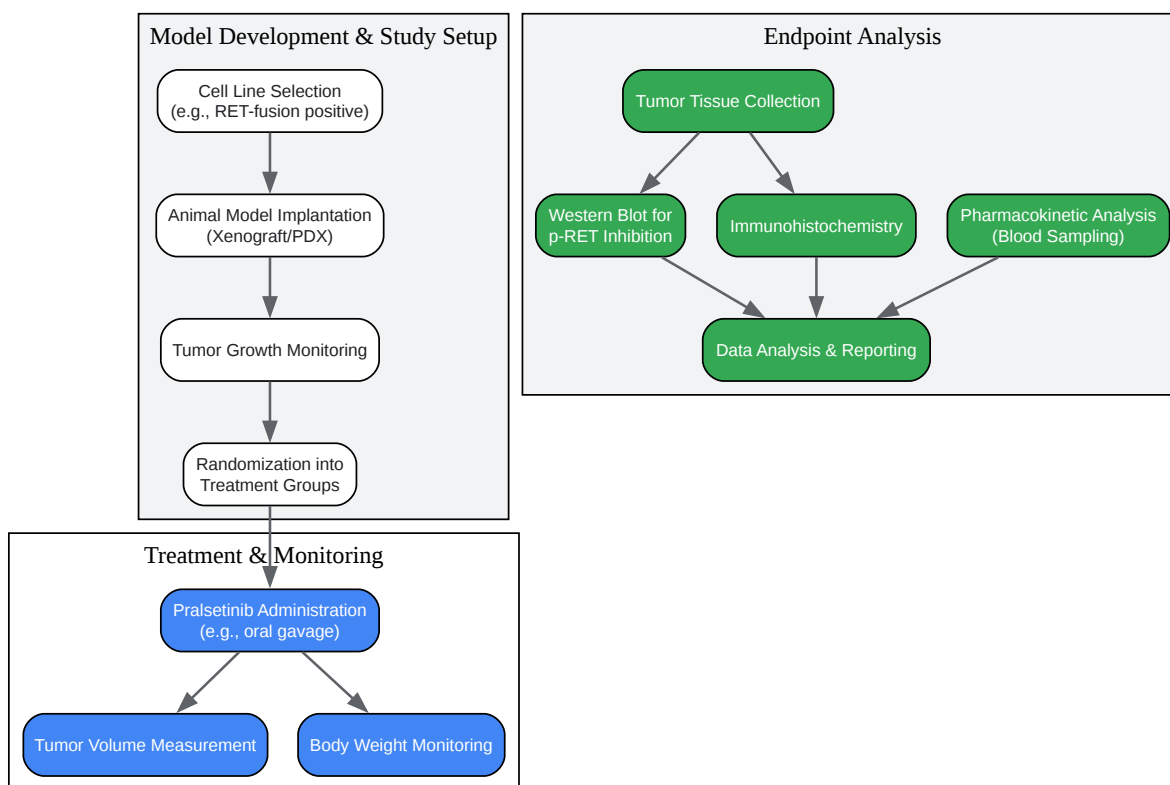 Model Development & Study Setup
Cell Line Selection
(e.g., RET-fusion positive)
Animal Model Implantation
(Xenograft/PDX)
Tumor Growth Monitoring
Randomization into
Treatment Groups
Treatment & Monitoring
Pralsetinib Administration
(e.g., oral gavage)
Tumor Volume Measurement
Body Weight Monitoring
Endpoint Analysis
Tumor Tissue Collection
Western Blot for
p-RET Inhibition
Immunohistochemistry
Pharmacokinetic Analysis
(Blood Sampling)
Data Analysis & Reporting